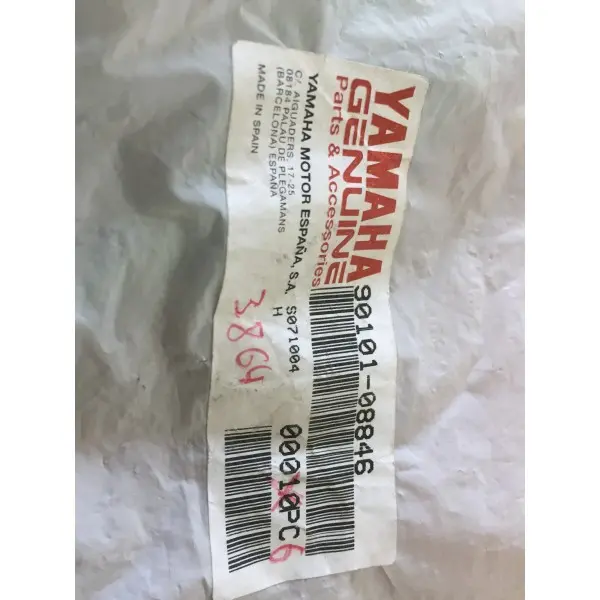 YAMAHA
GENUINE
Parts & Accessories
90101-08846
YAMAHA MOTOR ESPAÑA, S.A. S071004
C/. AIGUADERS, 17-25 H
08184 PALAU DE PLEGAMANS
(BARCELONA) ESPAÑA
MADE IN SPAIN
00010PC
3864
6